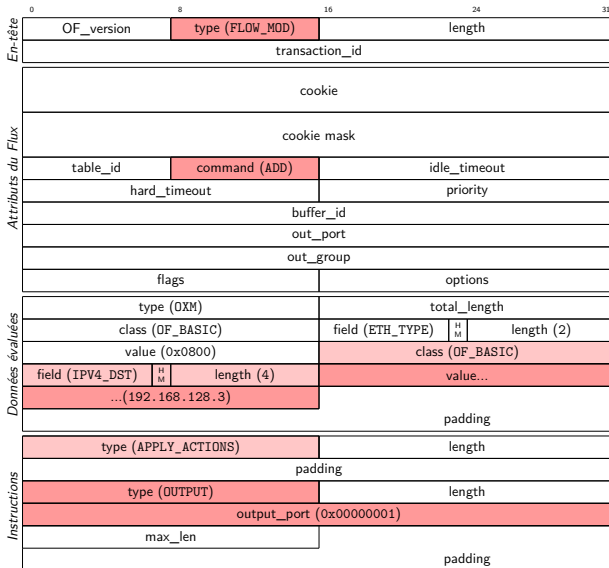 0 8 16 24 31
En-tête
OF_version type (FLOW_MOD) length
transaction_id
Attributs du Flux
cookie
cookie mask
table_id command (ADD) idle_timeout
hard_timeout priority
buffer_id
out_port
out_group
flags options
Données évaluées
type (OXM) total_length
class (OF_BASIC) field (ETH_TYPE) HM length (2)
value (0x0800) class (OF_BASIC)
field (IPV4_DST) HM length (4) value...
...(192.168.128.3)
padding
Instructions
type (APPLY_ACTIONS) length
padding
type (OUTPUT) length
output_port (0x00000001)
max_len
padding